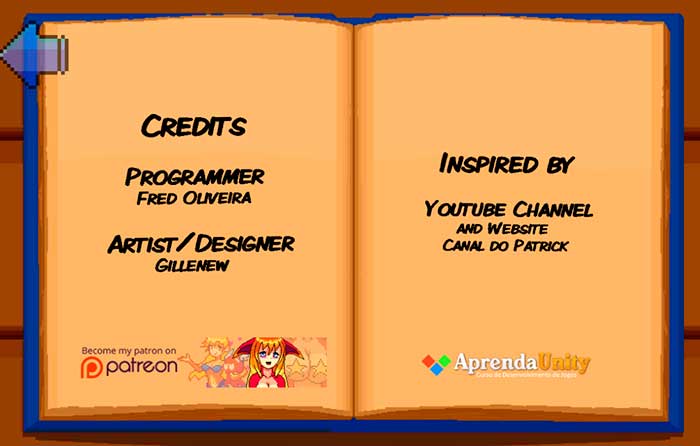 CREDITS
PROGRAMMER
FRED OLIVEIRA
ARTIST/DESIGNER
GILLENEW
Become my patron on
patreon
INSPIRED BY
YOUTUBE CHANNEL
AND WEBSITE
CANAL DO PATRICK
AprendaUnity
Curso de Desenvolvimento de Jogos